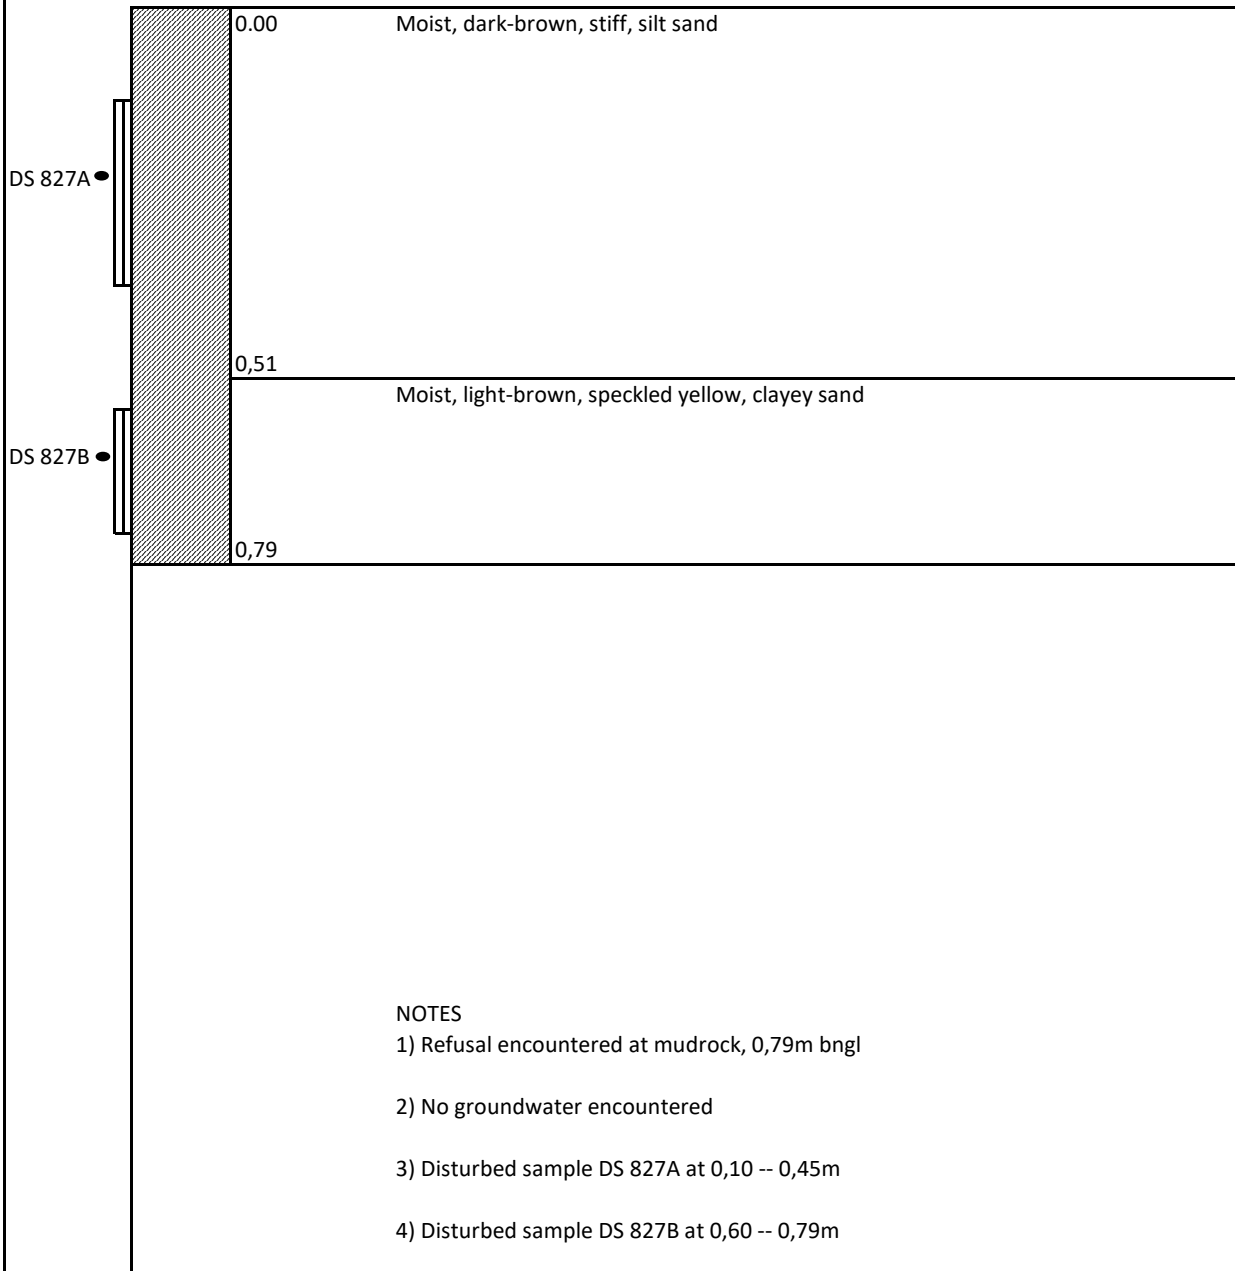 0.00 Moist, dark-brown, stiff, silt sand
DS 827A
0,51
Moist, light-brown, speckled yellow, clayey sand
DS 827B
0,79
NOTES
1) Refusal encountered at mudrock, 0,79m bngl
2) No groundwater encountered
3) Disturbed sample DS 827A at 0,10 -- 0,45m
4) Disturbed sample DS 827B at 0,60 -- 0,79m